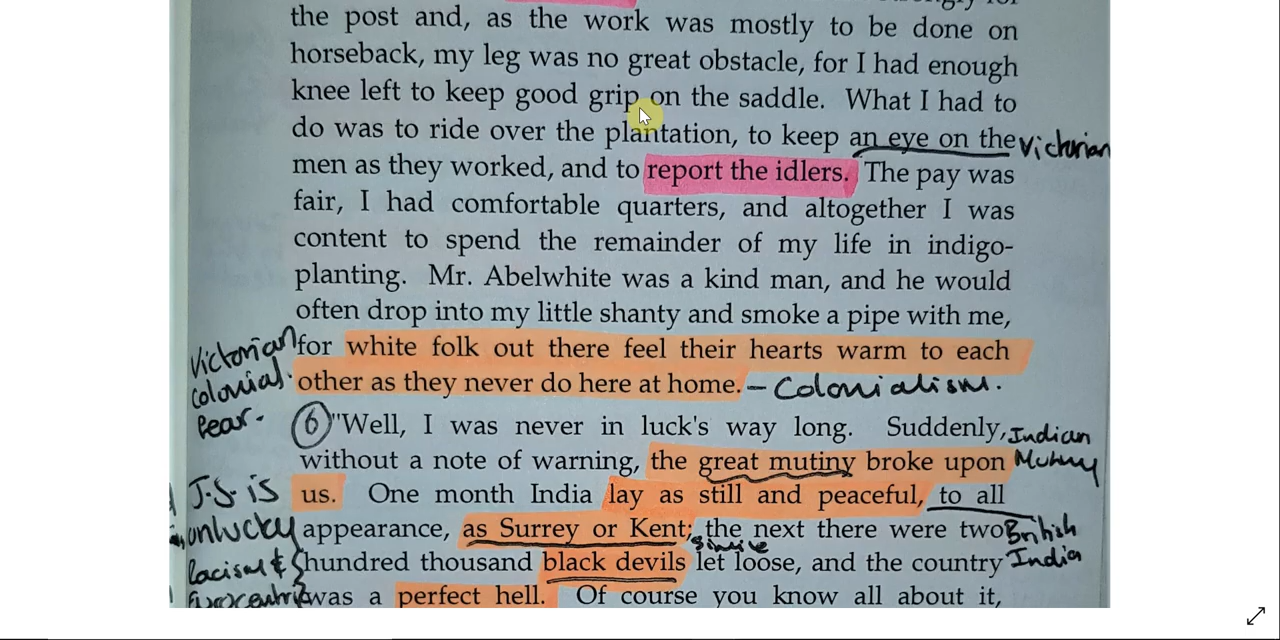 the post and, as the work was mostly to be done on
horseback, my leg was no great obstacle, for I had enough
knee left to keep good grip on the saddle. What I had to
do was to ride over the plantation, to keep an eye on the Victorian
men as they worked, and to report the idlers. The pay was
fair, I had comfortable quarters, and altogether I was
content to spend the remainder of my life in indigo-
planting. Mr. Abelwhite was a kind man, and he would
often drop into my little shanty and smoke a pipe with me,
Victorian
colonial
fear.
for white folk out there feel their hearts warm to each
other as they never do here at home. – Colonialism.
6 "Well, I was never in luck's way long. Suddenly,
without a note of warning, the great mutiny broke upon
Indian
Mutiny
J.S. is
unlucky
us. One month India lay as still and peaceful, to all
appearance, as Surrey or Kent; the next there were two
simile
British
India
Racism &
hundred thousand black devils let loose, and the country
was a perfect hell. Of course you know all about it,